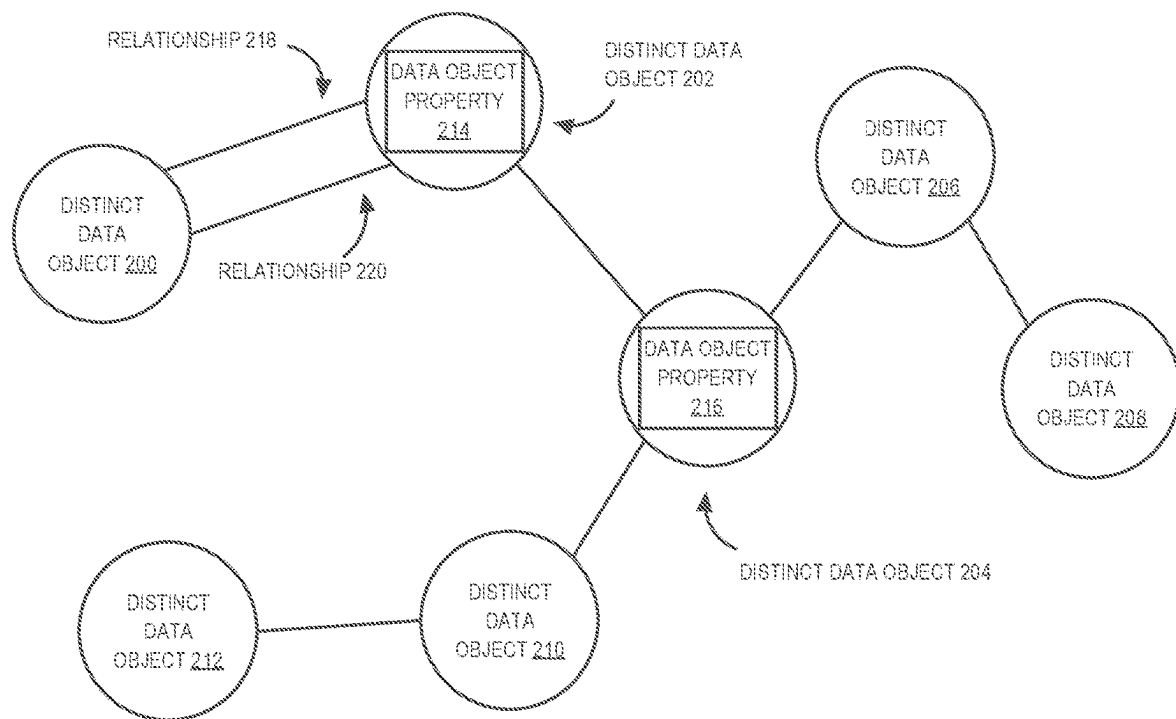 RELATIONSHIP 218
DATA OBJECT
PROPERTY
214
DISTINCT DATA
OBJECT 202
DISTINCT
DATA
OBJECT 206
DISTINCT
DATA
OBJECT 200
RELATIONSHIP 220
DATA OBJECT
PROPERTY
216
DISTINCT
DATA
OBJECT 208
DISTINCT DATA OBJECT 204
DISTINCT
DATA
OBJECT 212
DISTINCT
DATA
OBJECT 210